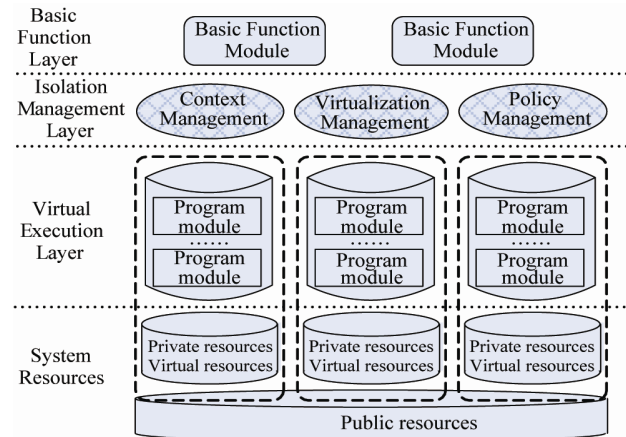 Basic
Function
Layer
Basic Function
Module
Basic Function
Module
Isolation
Management
Layer
Context
Management
Virtualization
Management
Policy
Management
Virtual
Execution
Layer
Program
module
......
Program
module
Program
module
......
Program
module
Program
module
......
Program
module
System
Resources
Private resources
Virtual resources
Private resources
Virtual resources
Private resources
Virtual resources
Public resources